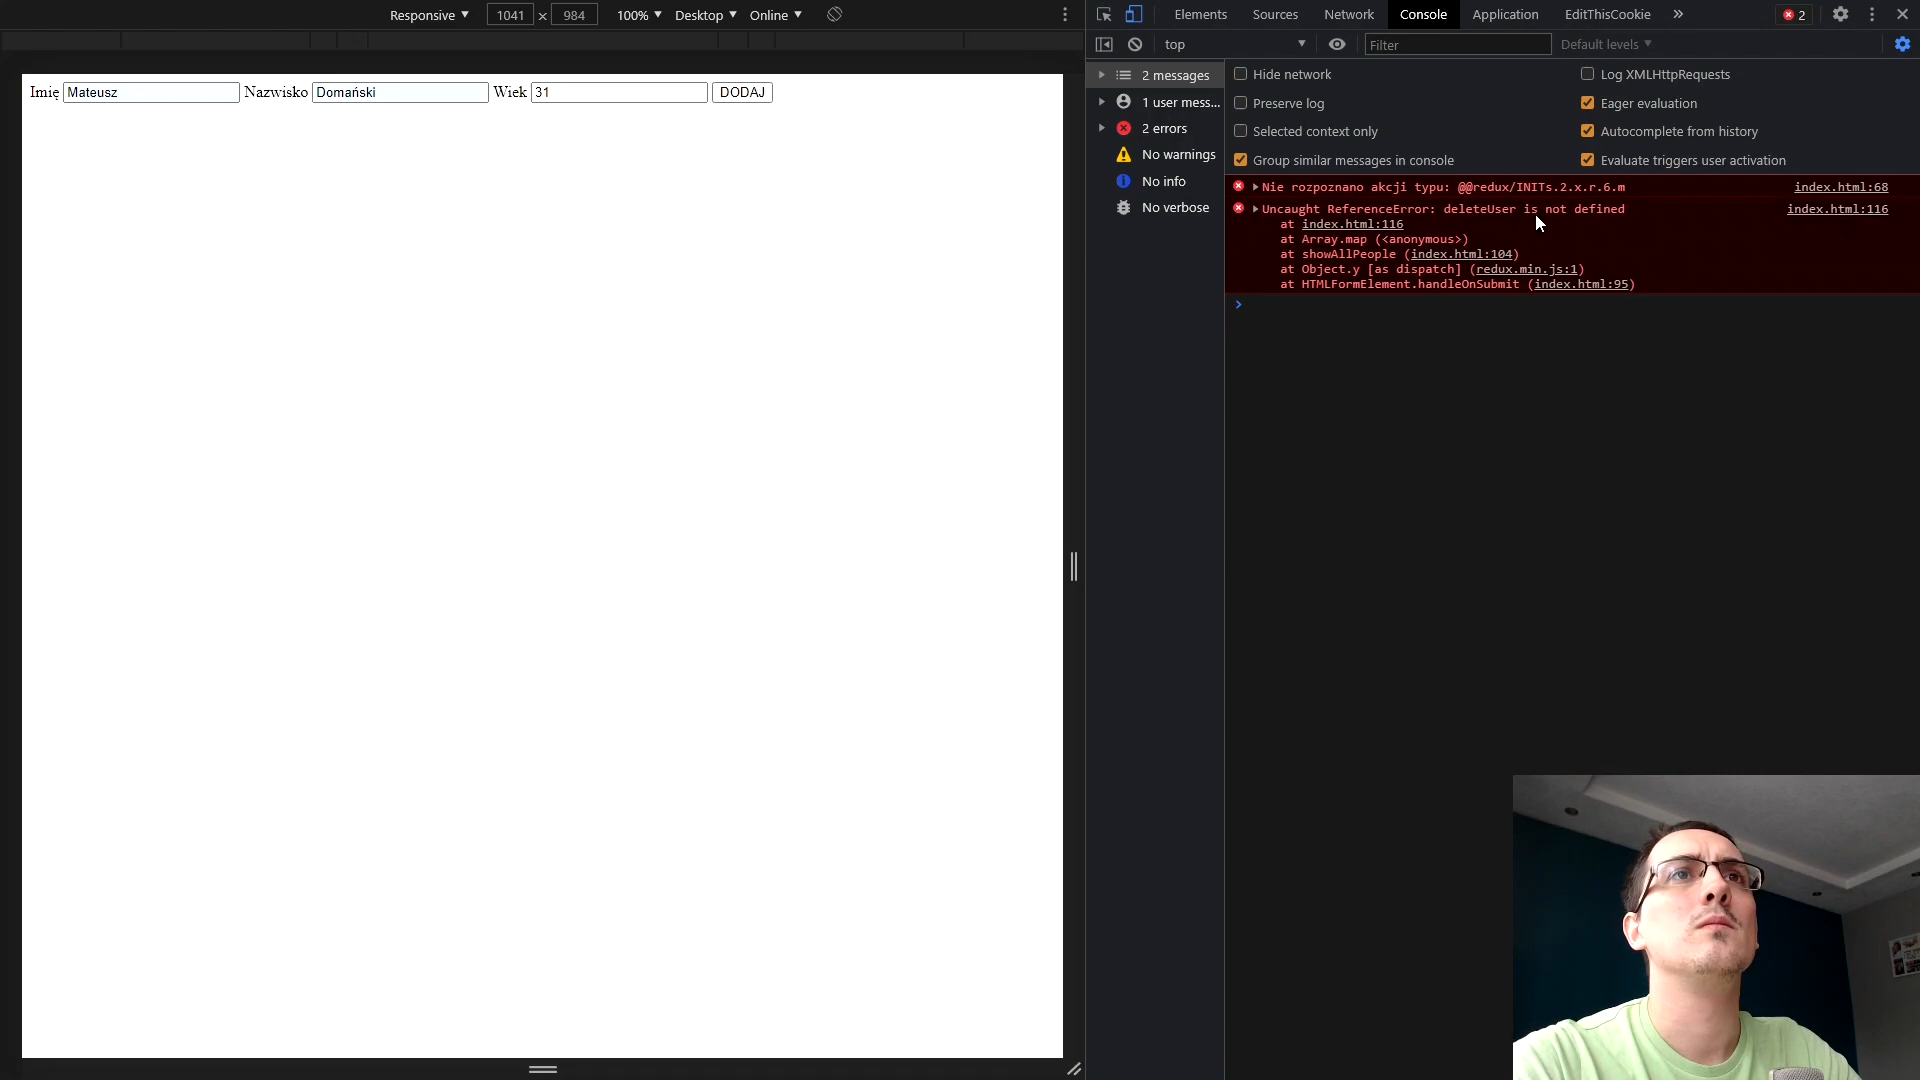 Responsive 1041 × 984 100% Desktop Online
Imię Mateusz Nazwisko Domański Wiek 31 DODAJ
Elements Sources Network Console Application EditThisCookie » 2
top Filter Default levels
2 messages
1 user mess...
2 errors
No warnings
No info
No verbose
Hide network Log XMLHttpRequests
Preserve log Eager evaluation
Selected context only Autocomplete from history
Group similar messages in console Evaluate triggers user activation
Nie rozpoznano akcji typu: @@redux/INITs.2.x.r.6.m index.html:68
Uncaught ReferenceError: deleteUser is not defined index.html:116
at index.html:116
at Array.map (<anonymous>)
at showAllPeople (index.html:104)
at Object.y [as dispatch] (redux.min.js:1)
at HTMLFormElement.handleOnSubmit (index.html:95)